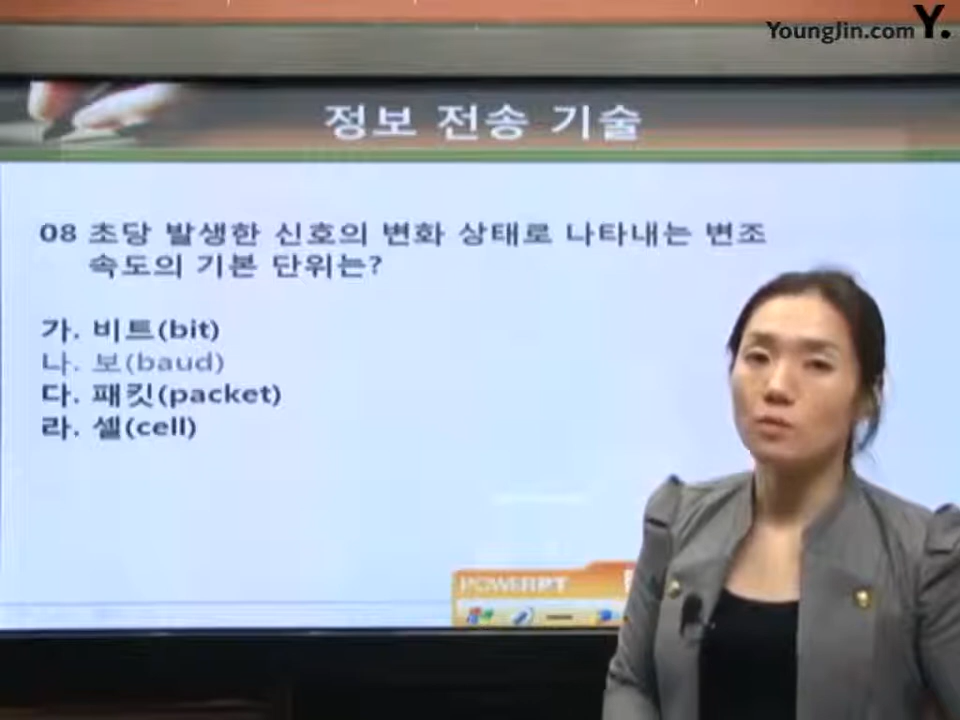 YoungJin.com Y.
정보 전송 기술
08 초당 발생한 신호의 변화 상태로 나타내는 변조
속도의 기본 단위는?
가. 비트(bit)
나. 보(baud)
다. 패킷(packet)
라. 셀(cell)
POWERPT